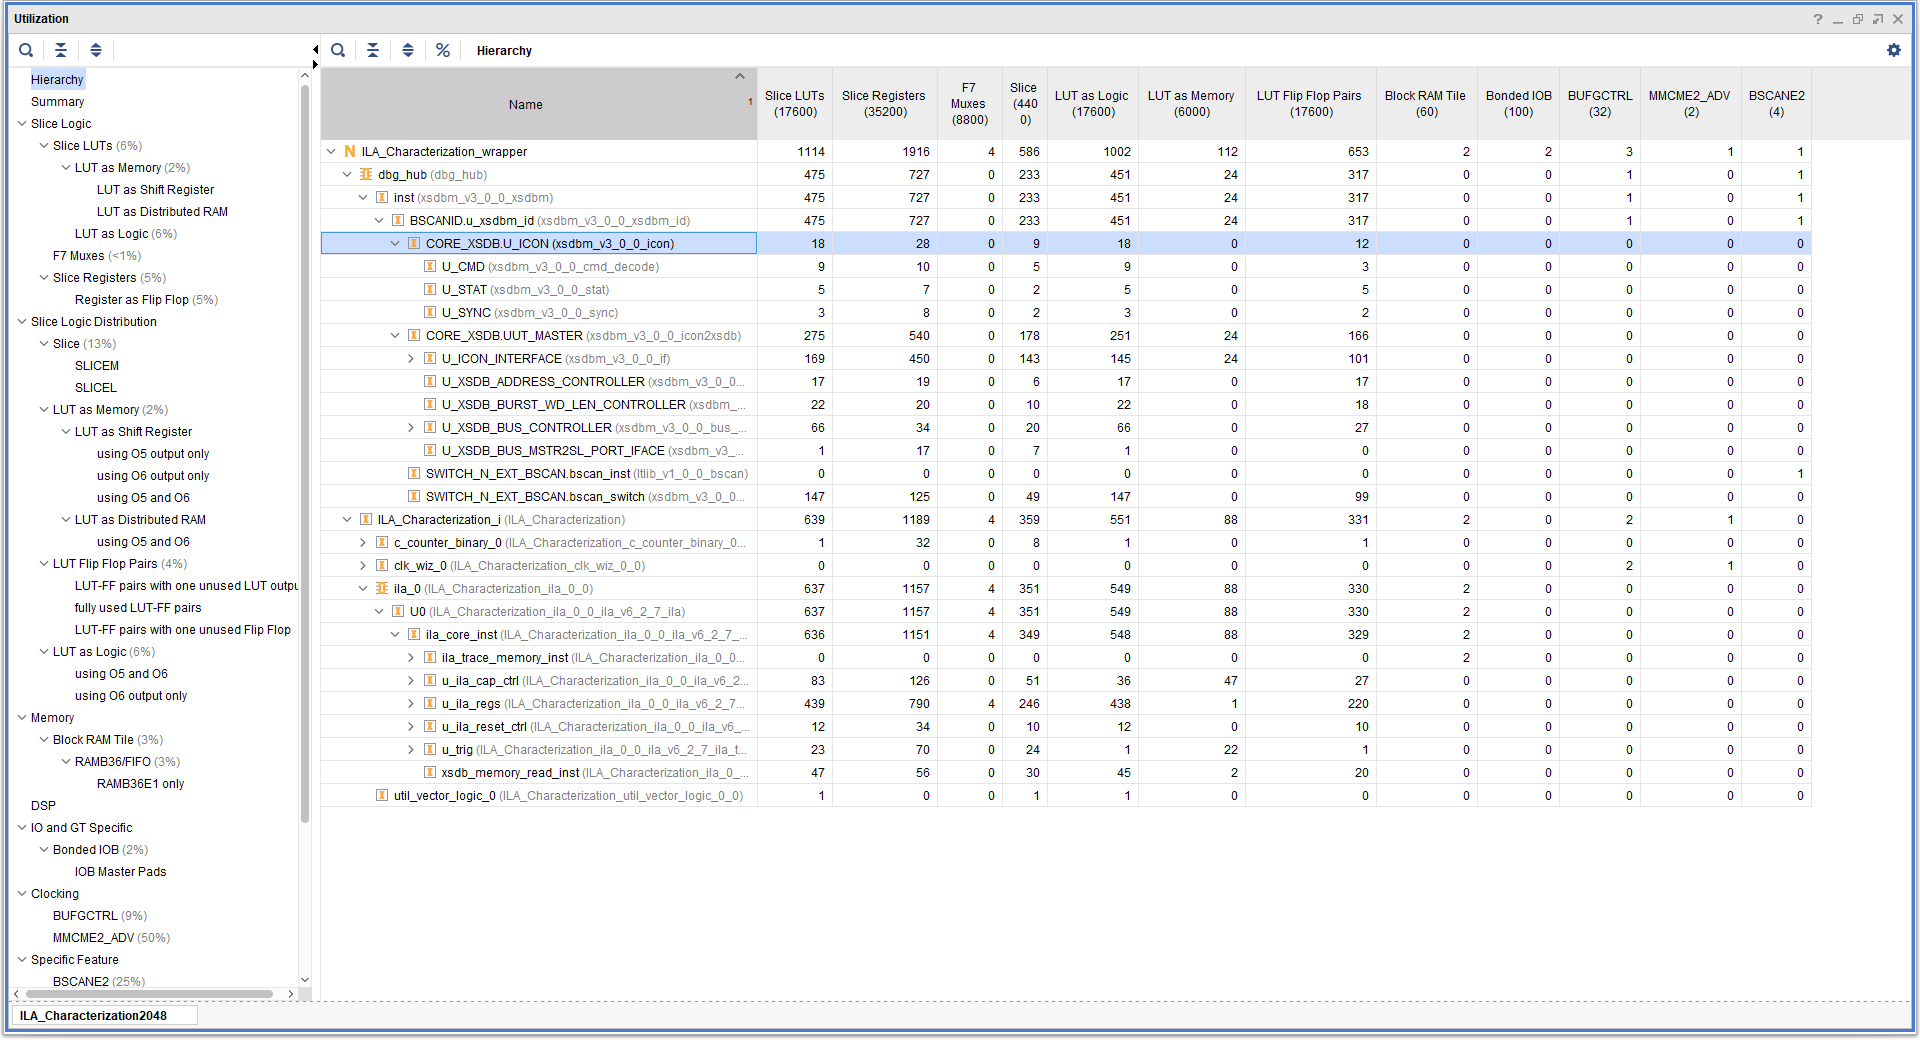 Utilization
Hierarchy
Summary
Slice Logic
Slice LUTs (6%)
LUT as Memory (2%)
LUT as Shift Register
LUT as Distributed RAM
LUT as Logic (6%)
F7 Muxes (<1%)
Slice Registers (5%)
Register as Flip Flop (5%)
Slice Logic Distribution
Slice (13%)
SLICEM
SLICEL
LUT as Memory (2%)
LUT as Shift Register
using O5 output only
using O6 output only
using O5 and O6
LUT as Distributed RAM
using O5 and O6
LUT Flip Flop Pairs (4%)
LUT-FF pairs with one unused LUT outpu
fully used LUT-FF pairs
LUT-FF pairs with one unused Flip Flop
LUT as Logic (6%)
using O5 and O6
using O6 output only
Memory
Block RAM Tile (3%)
RAMB36/FIFO (3%)
RAMB36E1 only
DSP
IO and GT Specific
Bonded IOB (2%)
IOB Master Pads
Clocking
BUFGCTRL (9%)
MMCME2_ADV (50%)
Specific Feature
BSCANE2 (25%)
% Hierarchy
Name 1 Slice LUTs (17600) Slice Registers (35200) F7 Muxes (8800) Slice (4400) LUT as Logic (17600) LUT as Memory (6000) LUT Flip Flop Pairs (17600) Block RAM Tile (60) Bonded IOB (100) BUFGCTRL (32) MMCME2_ADV (2) BSCANE2 (4)
N ILA_Characterization_wrapper 1114 1916 4 586 1002 112 653 2 2 3 1 1
dbg_hub (dbg_hub) 475 727 0 233 451 24 317 0 0 1 0 1
inst (xsdbm_v3_0_0_xsdbm) 475 727 0 233 451 24 317 0 0 1 0 1
BSCANID.u_xsdbm_id (xsdbm_v3_0_0_xsdbm_id) 475 727 0 233 451 24 317 0 0 1 0 1
CORE_XSDB.U_ICON (xsdbm_v3_0_0_icon) 18 28 0 9 18 0 12 0 0 0 0 0
U_CMD (xsdbm_v3_0_0_cmd_decode) 9 10 0 5 9 0 3 0 0 0 0 0
U_STAT (xsdbm_v3_0_0_stat) 5 7 0 2 5 0 5 0 0 0 0 0
U_SYNC (xsdbm_v3_0_0_sync) 3 8 0 2 3 0 2 0 0 0 0 0
CORE_XSDB.UUT_MASTER (xsdbm_v3_0_0_icon2xsdb) 275 540 0 178 251 24 166 0 0 0 0 0
U_ICON_INTERFACE (xsdbm_v3_0_0_if) 169 450 0 143 145 24 101 0 0 0 0 0
U_XSDB_ADDRESS_CONTROLLER (xsdbm_v3_0_0... 17 19 0 6 17 0 17 0 0 0 0 0
U_XSDB_BURST_WD_LEN_CONTROLLER (xsdbm_... 22 20 0 10 22 0 18 0 0 0 0 0
U_XSDB_BUS_CONTROLLER (xsdbm_v3_0_0_bus_... 66 34 0 20 66 0 27 0 0 0 0 0
U_XSDB_BUS_MSTR2SL_PORT_IFACE (xsdbm_v3_... 1 17 0 7 1 0 0 0 0 0 0 0
SWITCH_N_EXT_BSCAN.bscan_inst (ltlib_v1_0_0_bscan) 0 0 0 0 0 0 0 0 0 0 0 1
SWITCH_N_EXT_BSCAN.bscan_switch (xsdbm_v3_0_0... 147 125 0 49 147 0 99 0 0 0 0 0
ILA_Characterization_i (ILA_Characterization) 639 1189 4 359 551 88 331 2 0 2 1 0
c_counter_binary_0 (ILA_Characterization_c_counter_binary_0... 1 32 0 8 1 0 1 0 0 0 0 0
clk_wiz_0 (ILA_Characterization_clk_wiz_0_0) 0 0 0 0 0 0 0 0 0 2 1 0
ila_0 (ILA_Characterization_ila_0_0) 637 1157 4 351 549 88 330 2 0 0 0 0
U0 (ILA_Characterization_ila_0_0_ila_v6_2_7_ila) 637 1157 4 351 549 88 330 2 0 0 0 0
ila_core_inst (ILA_Characterization_ila_0_0_ila_v6_2_7_... 636 1151 4 349 548 88 329 2 0 0 0 0
ila_trace_memory_inst (ILA_Characterization_ila_0_0... 0 0 0 0 0 0 0 2 0 0 0 0
u_ila_cap_ctrl (ILA_Characterization_ila_0_0_ila_v6_2... 83 126 0 51 36 47 27 0 0 0 0 0
u_ila_regs (ILA_Characterization_ila_0_0_ila_v6_2_7... 439 790 4 246 438 1 220 0 0 0 0 0
u_ila_reset_ctrl (ILA_Characterization_ila_0_0_ila_v6_... 12 34 0 10 12 0 10 0 0 0 0 0
u_trig (ILA_Characterization_ila_0_0_ila_v6_2_7_ila_t... 23 70 0 24 1 22 1 0 0 0 0 0
xsdb_memory_read_inst (ILA_Characterization_ila_0_... 47 56 0 30 45 2 20 0 0 0 0 0
util_vector_logic_0 (ILA_Characterization_util_vector_logic_0_0) 1 0 0 1 1 0 0 0 0 0 0 0
ILA_Characterization2048